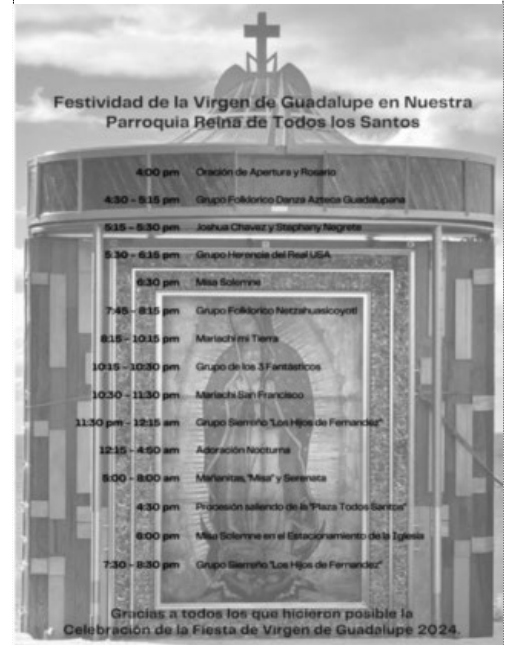 Festividad de la Virgen de Guadalupe en Nuestra
Parroquia Reina de Todos los Santos
4:00 pm Oración de Apertura y Rosario
4:30 - 5:15 pm Grupo Folklorico Danza Azteca Guadalupana
5:15 - 5:30 pm Joshua Chavez y Stephany Negrete
5:30 - 6:15 pm Grupo Herencia del Real USA
6:30 pm Misa Solemne
7:45 - 8:15 pm Grupo Folklorico Netzahuasicoyotl
8:15 - 10:15 pm Mariachi mi Tierra
10:15 - 10:30 pm Grupo de los 3 Fantásticos
10:30 - 11:30 pm Mariachi San Francisco
11:30 pm - 12:15 am Grupo Sierreño "Los Hijos de Fernandez"
12:15 - 4:50 am Adoración Nocturna
5:00 - 8:00 am Mañanitas, "Misa" y Serenata
4:30 pm Procesión saliendo de la "Plaza Todos Santos"
6:00 pm Misa Solemne en el Estacionamiento de la Iglesia
7:30 - 8:30 pm Grupo Sierreño "Los Hijos de Fernandez"
Gracias a todos los que hicieron posible la
Celebración de la Fiesta de Virgen de Guadalupe 2024.